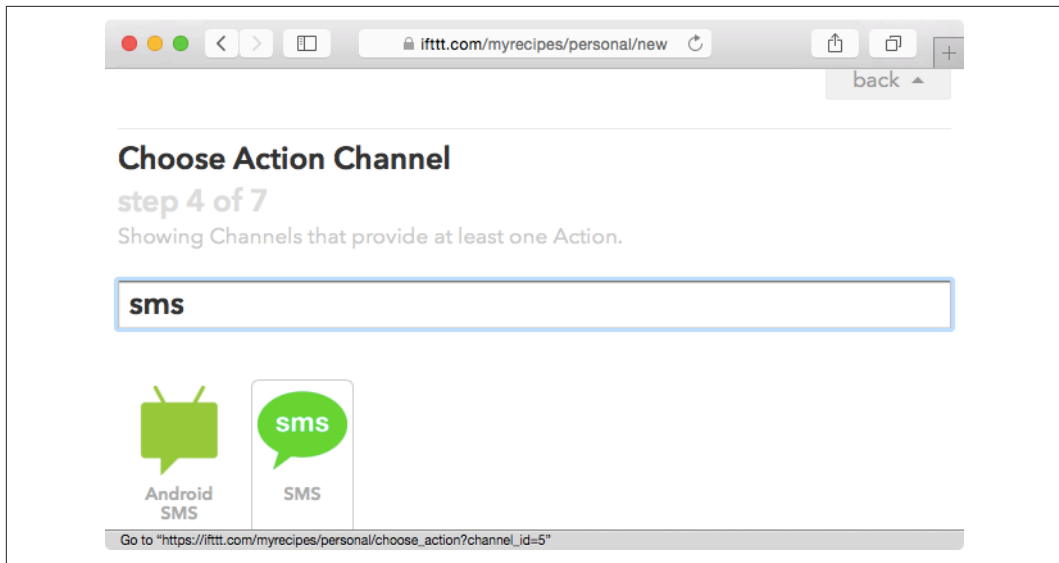 ifttt.com/myrecipes/personal/new
back
Choose Action Channel
step 4 of 7
Showing Channels that provide at least one Action.
sms
sms
Android
SMS
SMS
Go to “https://ifttt.com/myrecipes/personal/choose_action?channel_id=5”